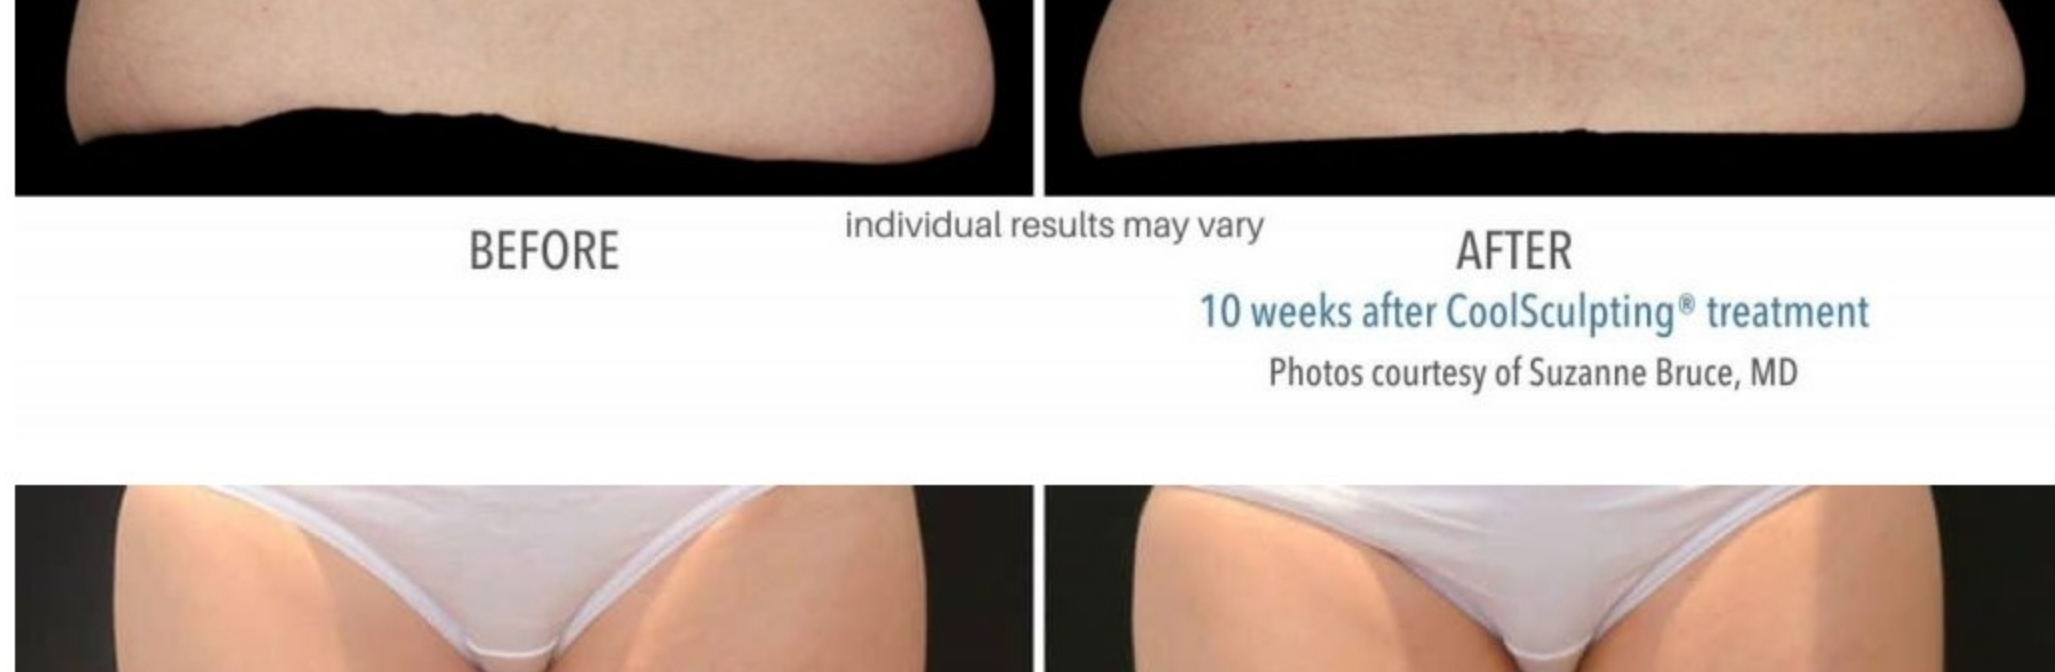 BEFORE
individual results may vary
AFTER
10 weeks after CoolSculpting® treatment
Photos courtesy of Suzanne Bruce, MD